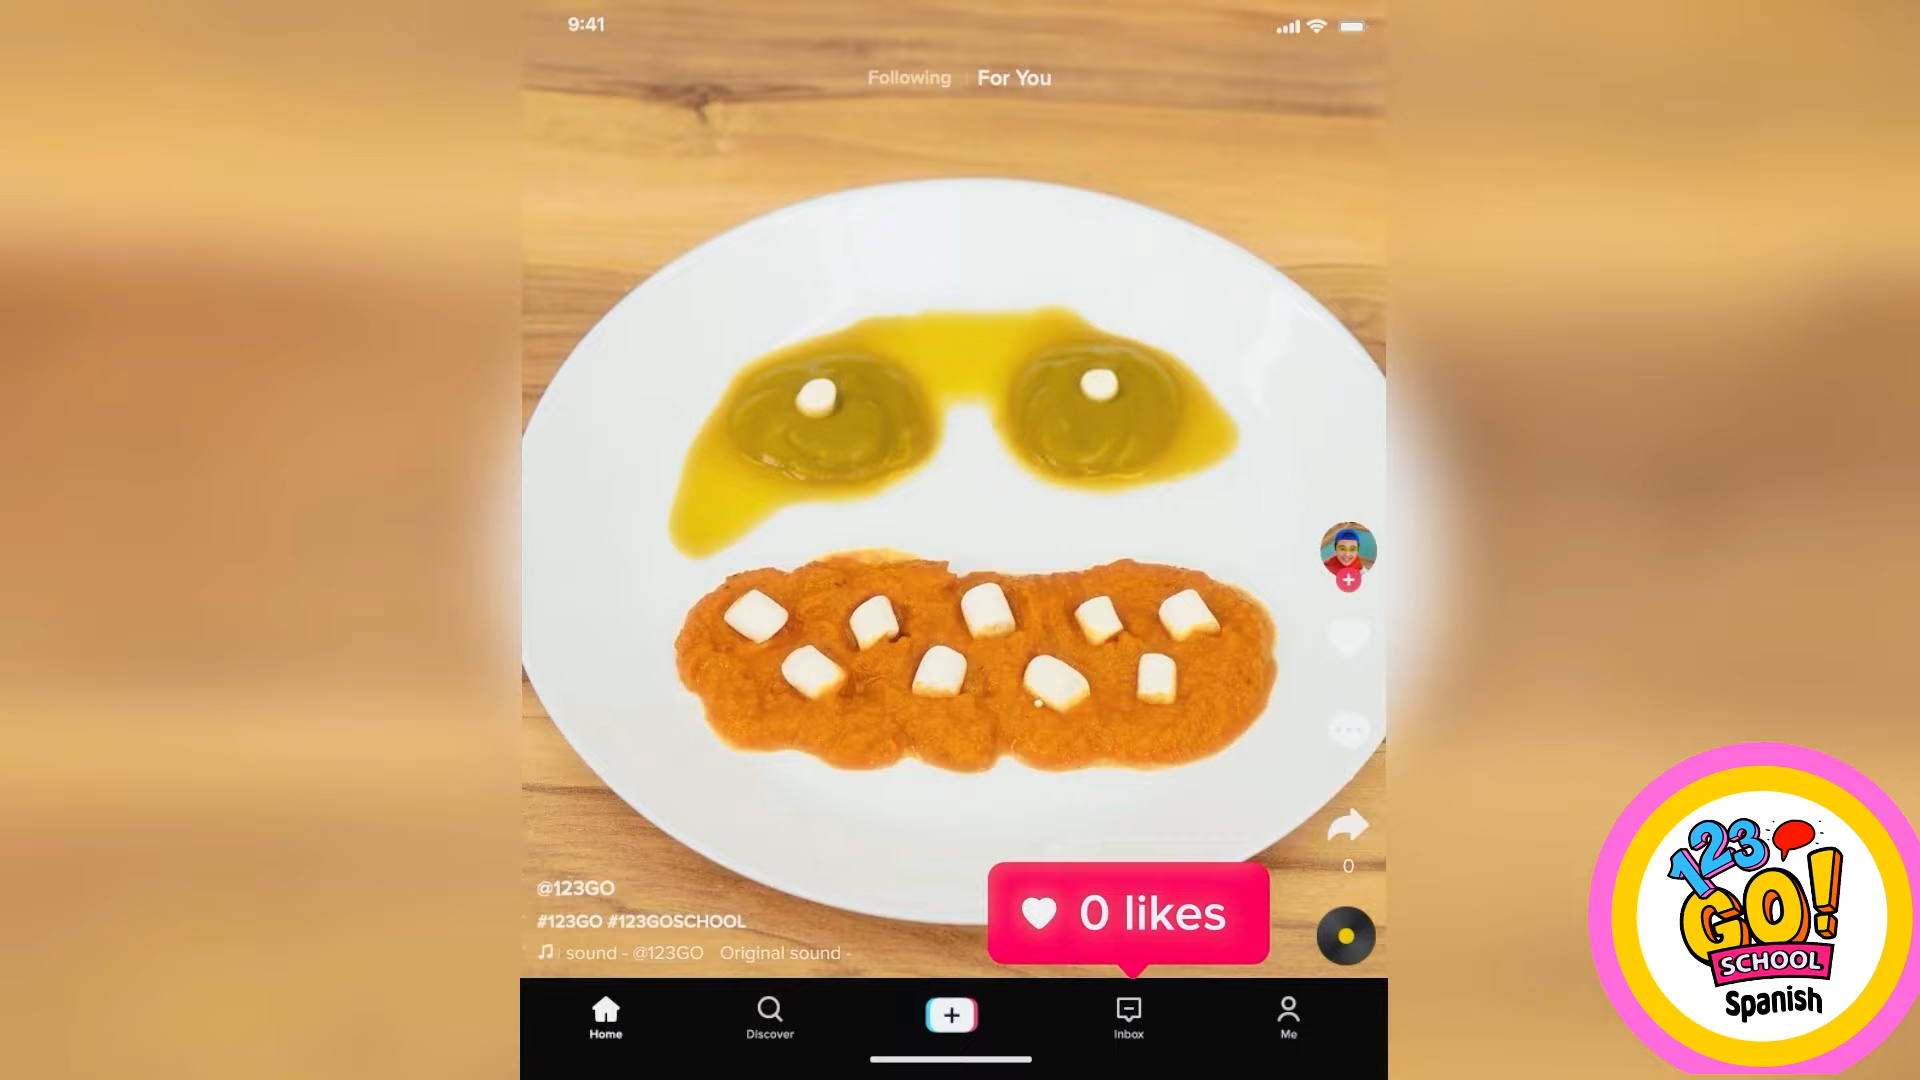 9:41
Following For You
0
@123GO
#123GO #123GOSCHOOL
sound - @123GO Original sound -
0 likes
Home Discover Inbox Me
123
GO!
SCHOOL
Spanish